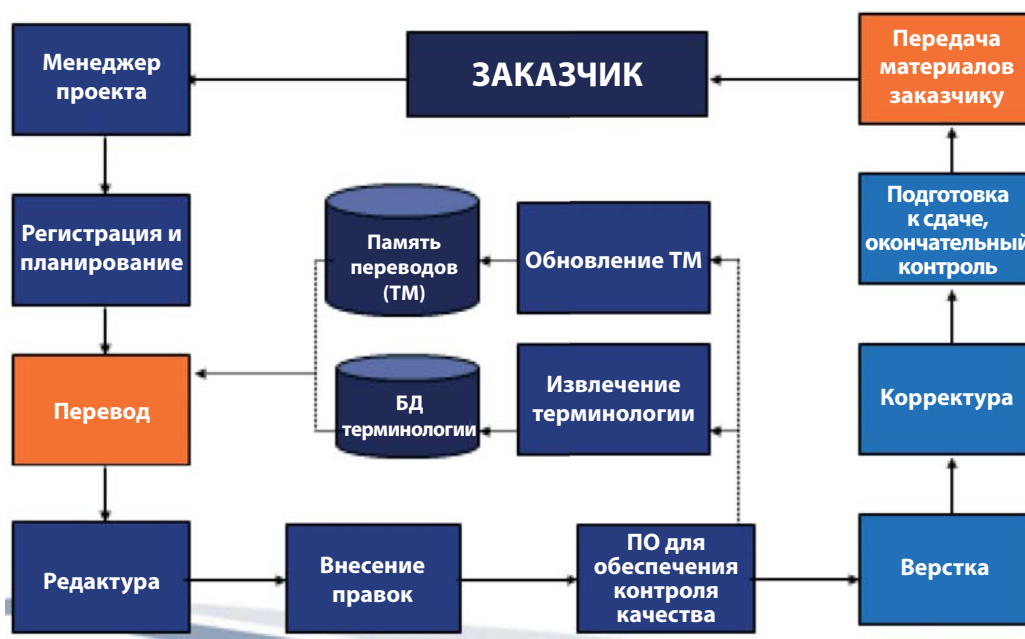 Менеджер
проекта
ЗАКАЗЧИК
Передача
материалов
заказчику
Регистрация и
планирование
Память
переводов
(ТМ)
Обновление ТМ
Подготовка
к сдаче,
окончательный
контроль
Перевод
БД
терминологии
Извлечение
терминологии
Корректура
Редактура
Внесение
правок
ПО для
обеспечения
контроля
качества
Верстка